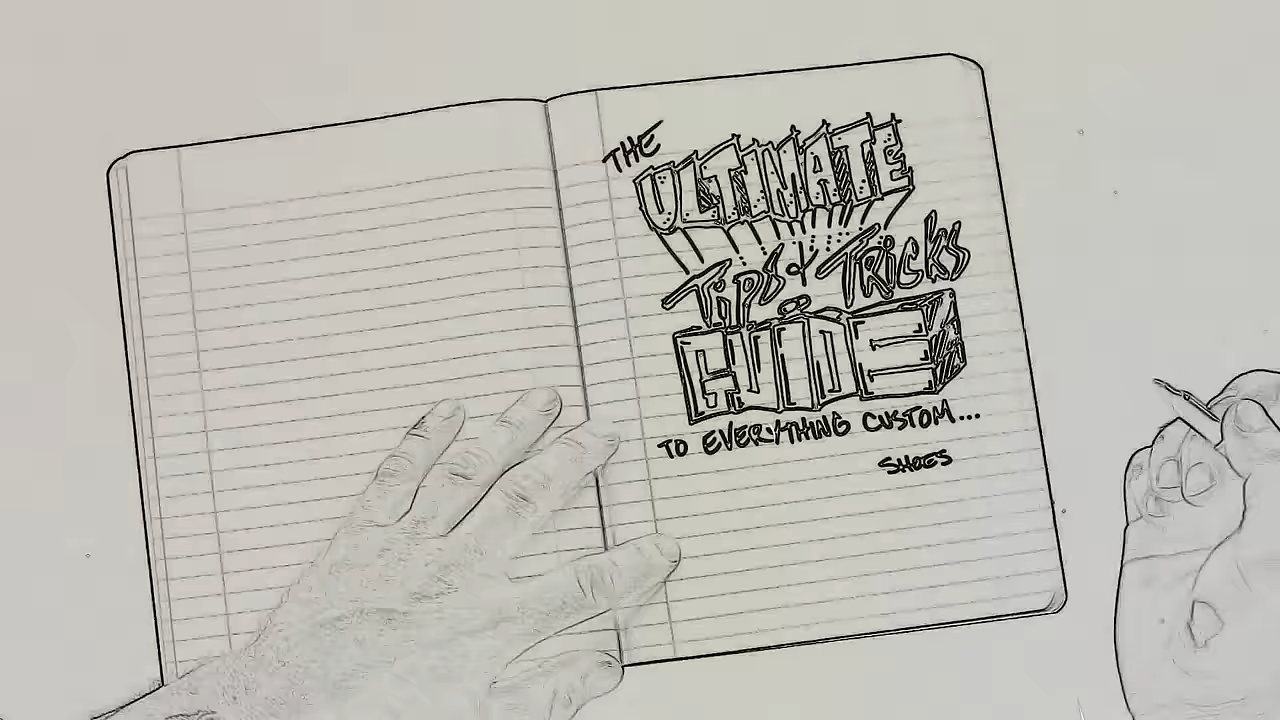 THE
ULTIMATE
TIPS & TRICKS
GUIDE
TO EVERYTHING CUSTOM...
SHOES